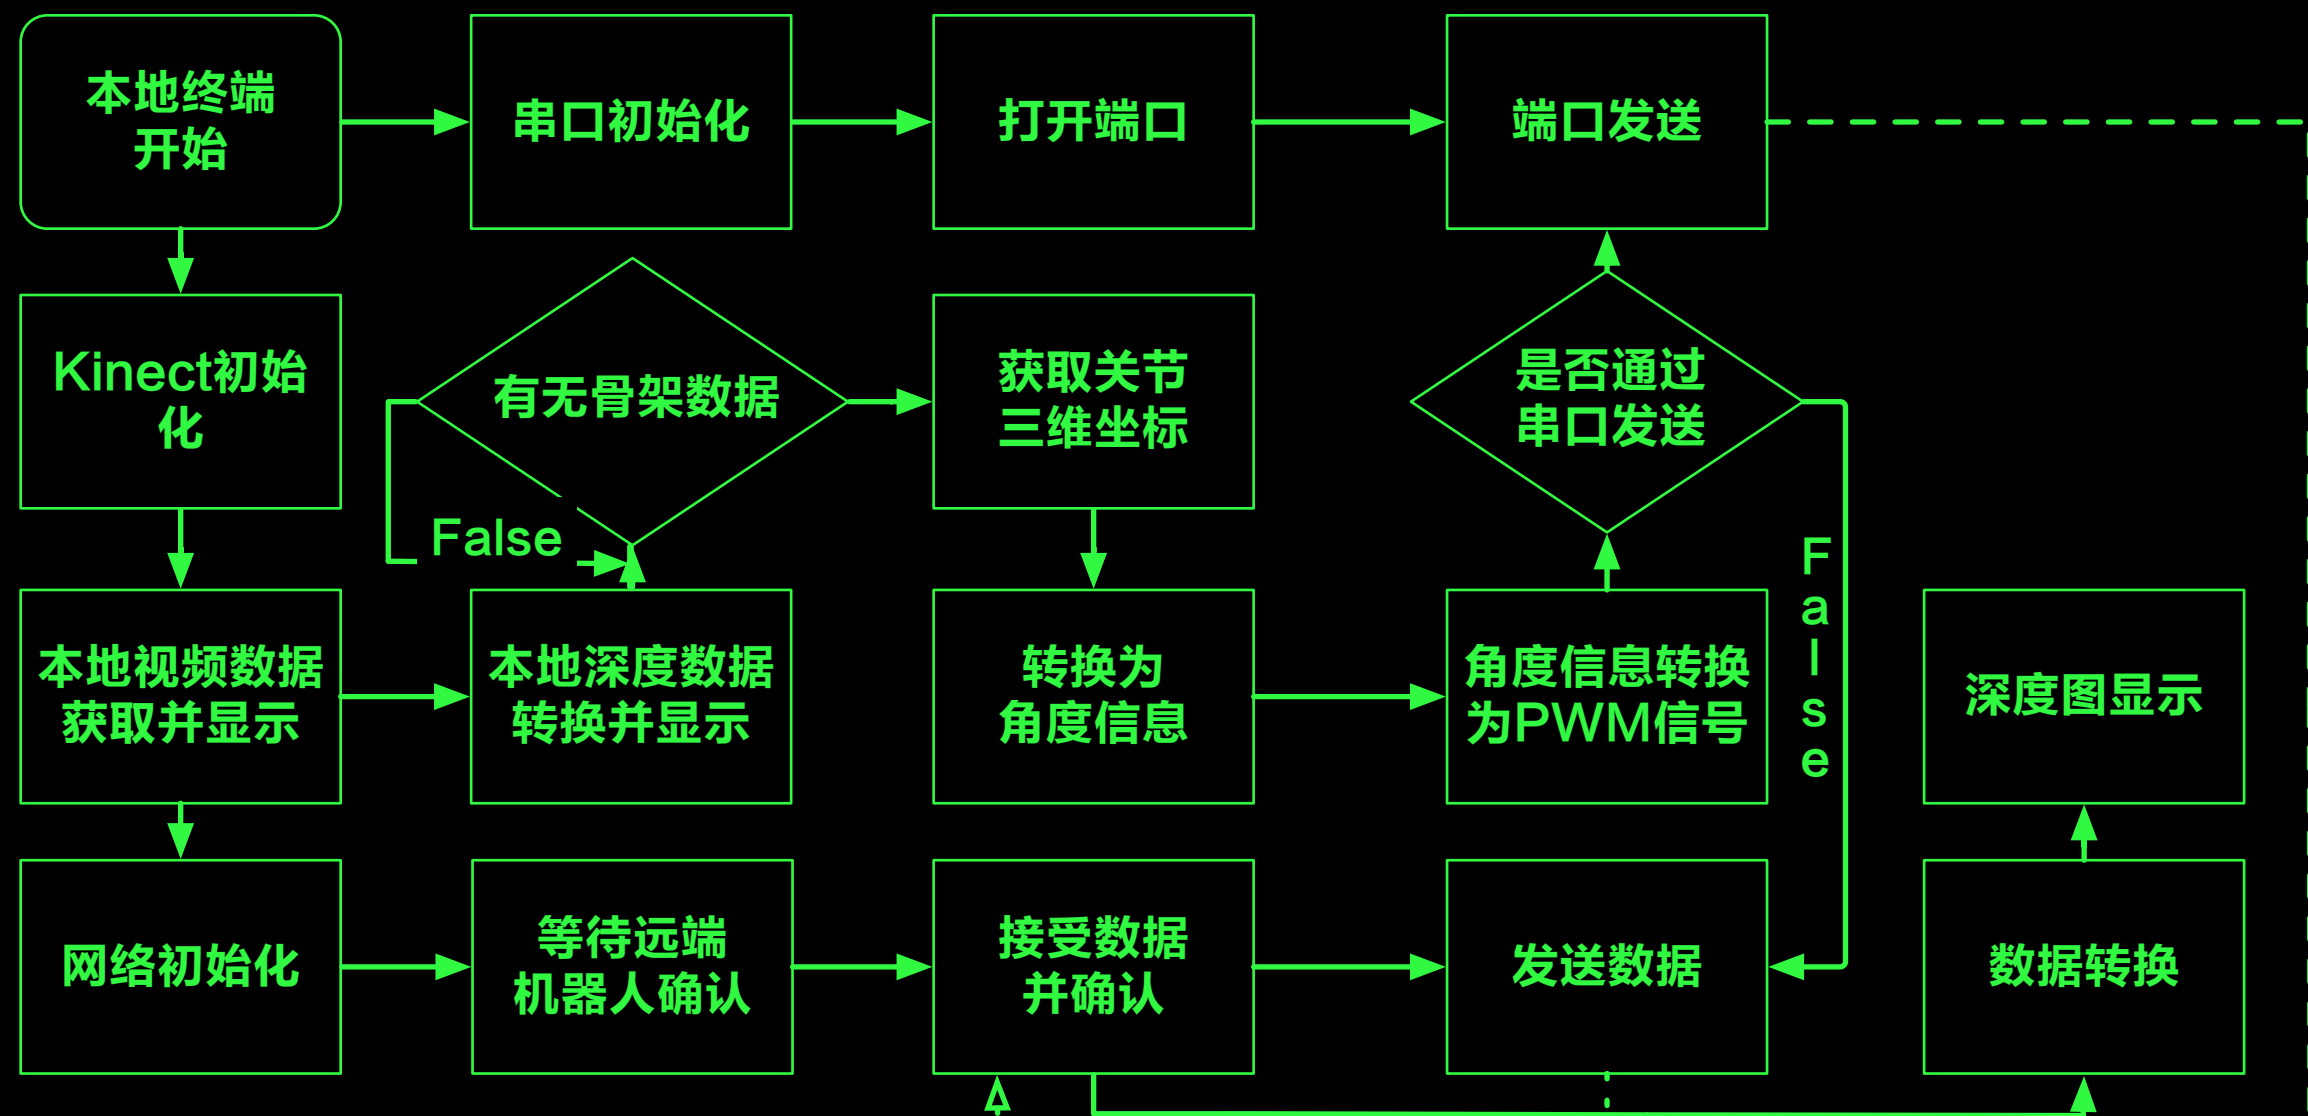 本地终端
开始
串口初始化
打开端口
端口发送
Kinect初始
化
有无骨架数据
False
获取关节
三维坐标
是否通过
串口发送
False
本地视频数据
获取并显示
本地深度数据
转换并显示
转换为
角度信息
角度信息转换
为PWM信号
深度图显示
网络初始化
等待远端
机器人确认
接受数据
并确认
发送数据
数据转换